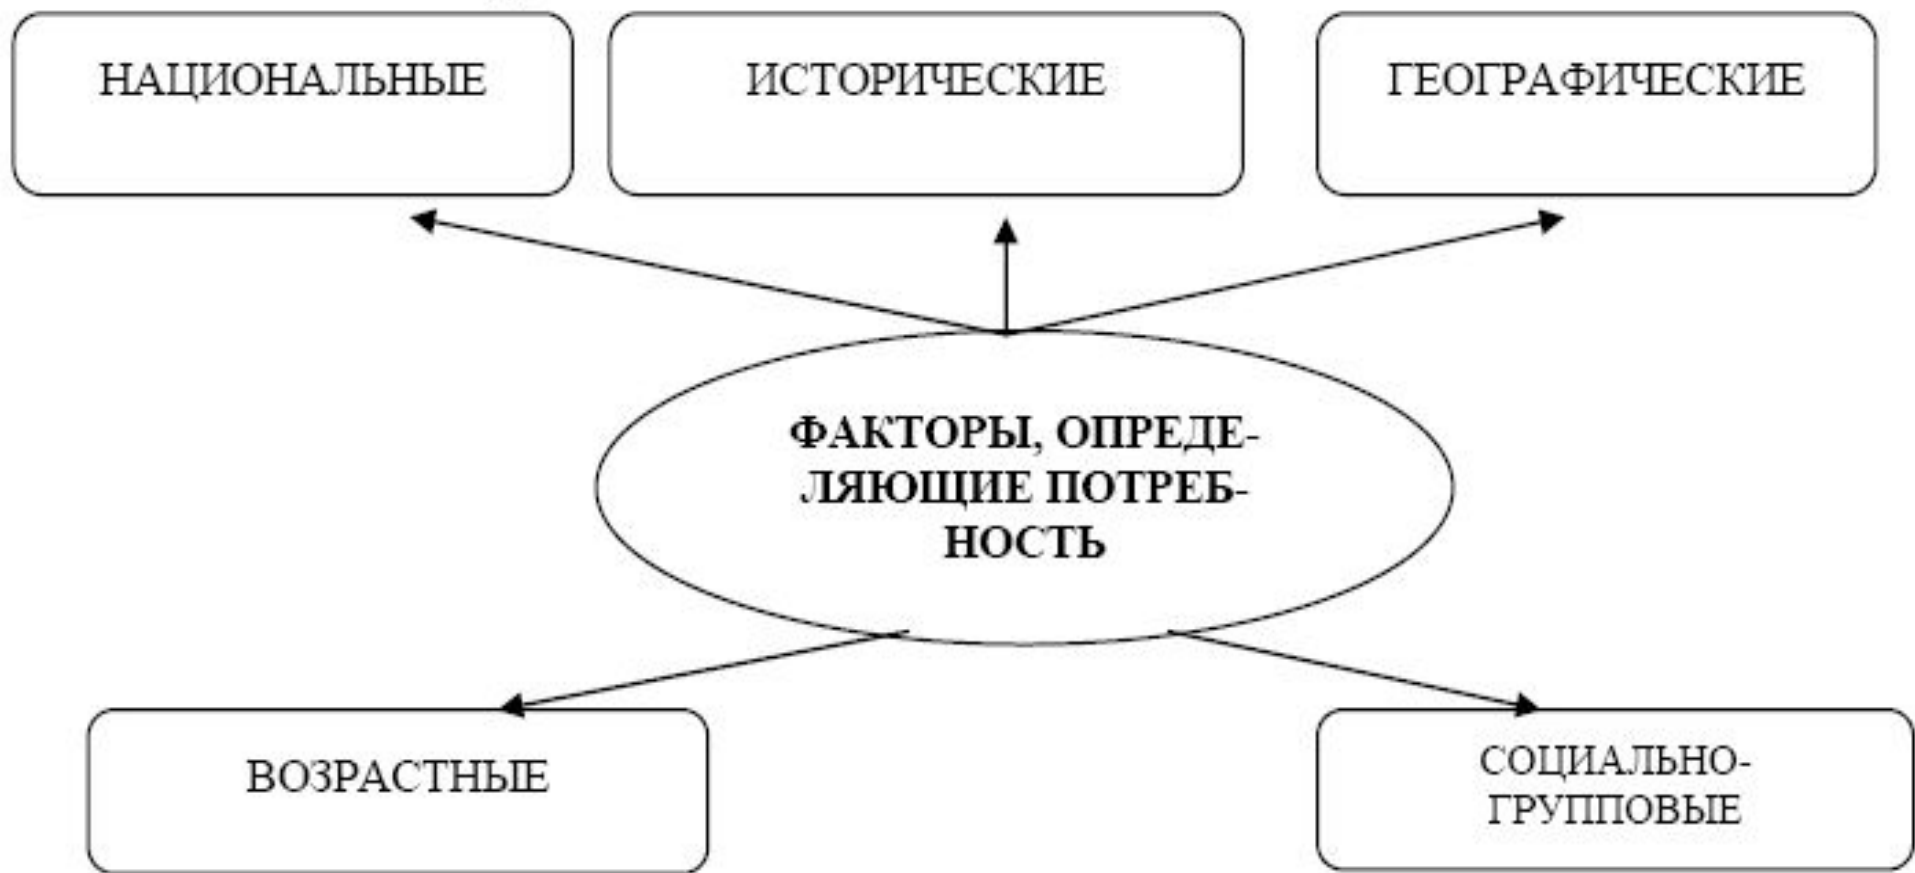 НАЦИОНАЛЬНЫЕ
ИСТОРИЧЕСКИЕ
ГЕОГРАФИЧЕСКИЕ
ФАКТОРЫ, ОПРЕДЕ-
ЛЯЮЩИЕ ПОТРЕБ-
НОСТЬ
ВОЗРАСТНЫЕ
СОЦИАЛЬНО-
ГРУППОВЫЕ